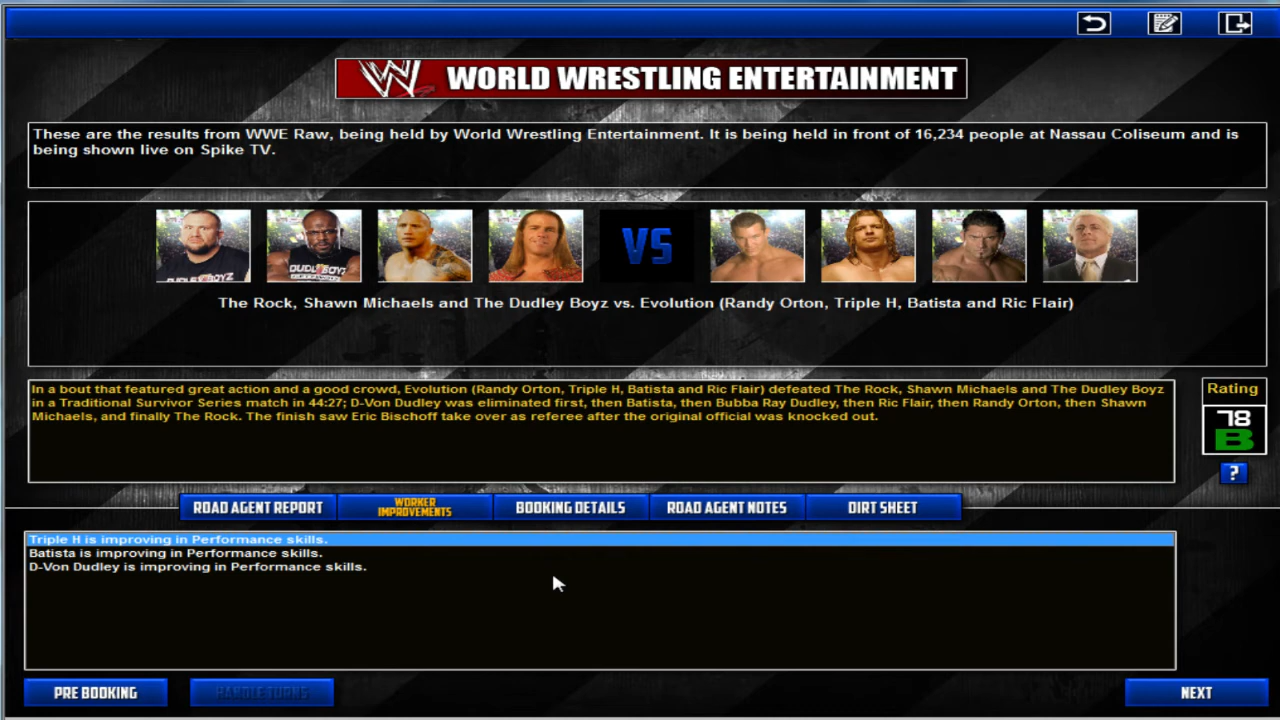 W WORLD WRESTLING ENTERTAINMENT
These are the results from WWE Raw, being held by World Wrestling Entertainment. It is being held in front of 16,234 people at Nassau Coliseum and is
being shown live on Spike TV.
DUDLEYBOYZ
DUDLEYBOYZ
VS
The Rock, Shawn Michaels and The Dudley Boyz vs. Evolution (Randy Orton, Triple H, Batista and Ric Flair)
In a bout that featured great action and a good crowd, Evolution (Randy Orton, Triple H, Batista and Ric Flair) defeated The Rock, Shawn Michaels and The Dudley Boyz
in a Traditional Survivor Series match in 44:27; D-Von Dudley was eliminated first, then Batista, then Bubba Ray Dudley, then Ric Flair, then Randy Orton, then Shawn
Michaels, and finally The Rock. The finish saw Eric Bischoff take over as referee after the original official was knocked out.
Rating
78
B
?
ROAD AGENT REPORT
WORKER
IMPROVEMENTS
BOOKING DETAILS
ROAD AGENT NOTES
DIRT SHEET
Triple H is improving in Performance skills.
Batista is improving in Performance skills.
D-Von Dudley is improving in Performance skills.
PRE BOOKING
HANDLE TURNS
NEXT